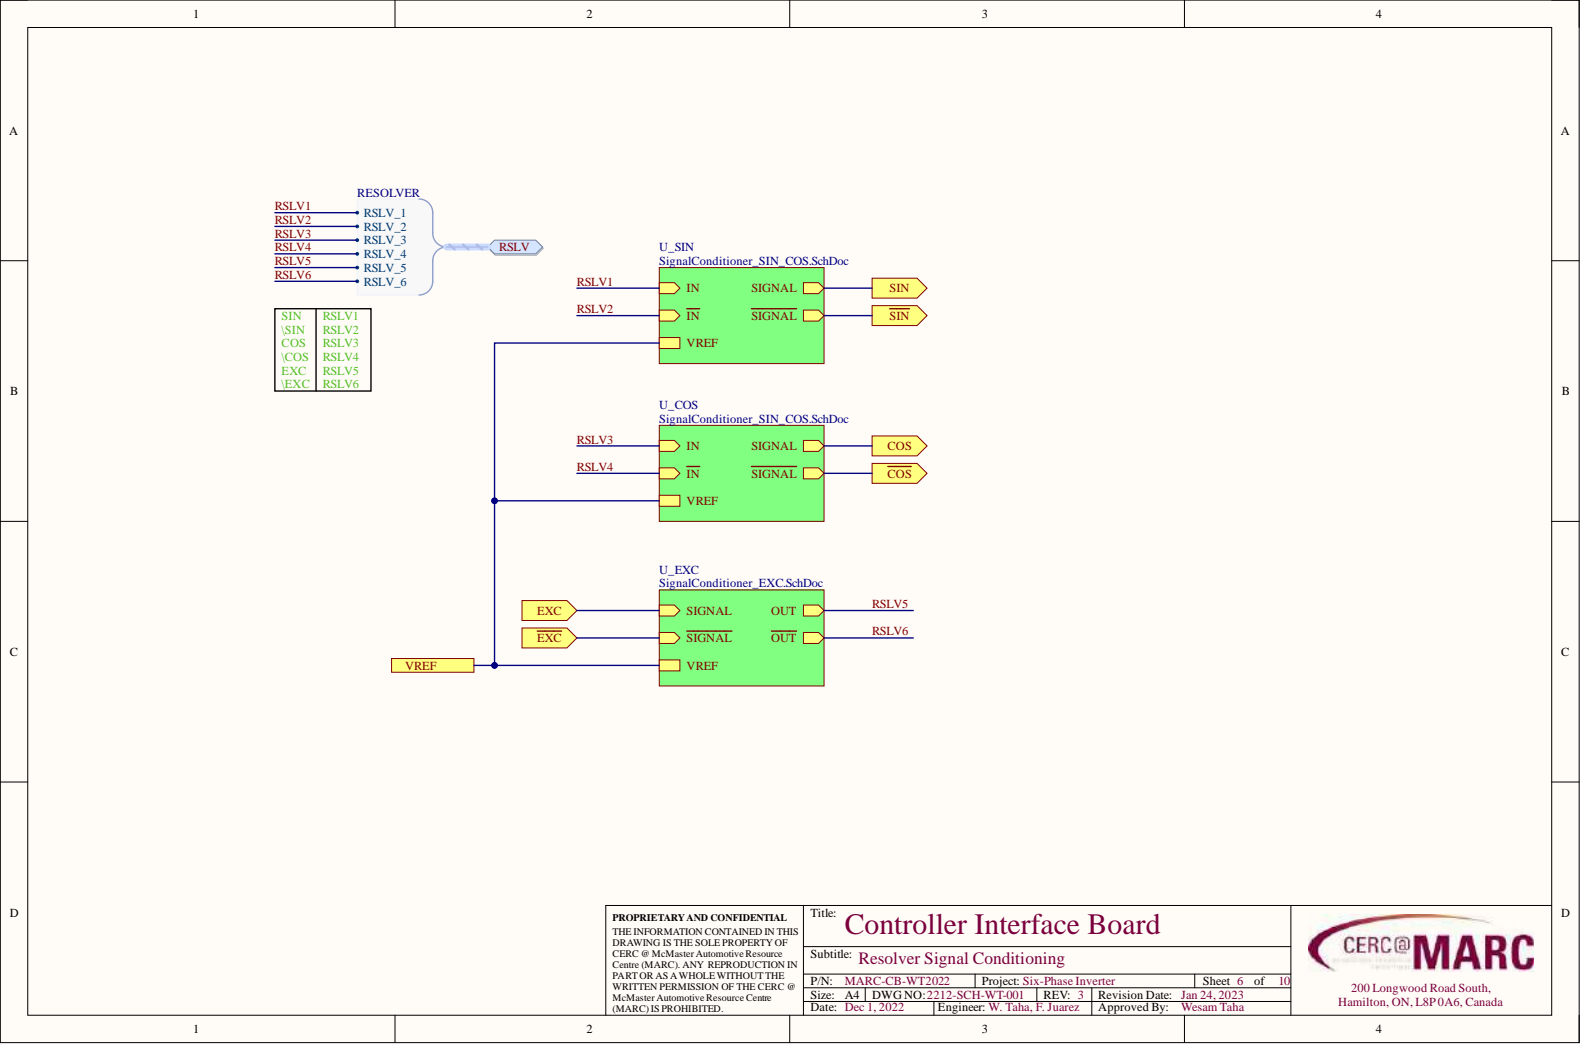 1 2 3 4
A A
RESOLVER
RSLV1 RSLV_1
RSLV2 RSLV_2
RSLV3 RSLV_3
RSLV4 RSLV_4
RSLV5 RSLV_5
RSLV6 RSLV_6
RSLV
SIN RSLV1
\SIN RSLV2
COS RSLV3
\COS RSLV4
EXC RSLV5
\EXC RSLV6
U_SIN
SignalConditioner_SIN_COS.SchDoc
RSLV1 IN SIGNAL SIN
RSLV2 IN SIGNAL SIN
VREF
B B
U_COS
SignalConditioner_SIN_COS.SchDoc
RSLV3 IN SIGNAL COS
RSLV4 IN SIGNAL COS
VREF
U_EXC
SignalConditioner_EXC.SchDoc
EXC SIGNAL OUT RSLV5
EXC SIGNAL OUT RSLV6
VREF VREF
C C
D D
PROPRIETARY AND CONFIDENTIAL
THE INFORMATION CONTAINED IN THIS
DRAWING IS THE SOLE PROPERTY OF
CERC @ McMaster Automotive Resource
Centre (MARC). ANY REPRODUCTION IN
PART OR AS A WHOLE WITHOUT THE
WRITTEN PERMISSION OF THE CERC @
McMaster Automotive Resource Centre
(MARC) IS PROHIBITED.
Title: Controller Interface Board
Subtitle: Resolver Signal Conditioning
P/N: MARC-CB-WT2022 Project: Six-Phase Inverter Sheet 6 of 10
Size: A4 DWG NO: 2212-SCH-WT-001 REV: 3 Revision Date: Jan 24, 2023
Date: Dec 1, 2022 Engineer: W. Taha, F. Juarez Approved By: Wesam Taha
CERC@MARC
200 Longwood Road South,
Hamilton, ON, L8P 0A6, Canada
1 2 3 4